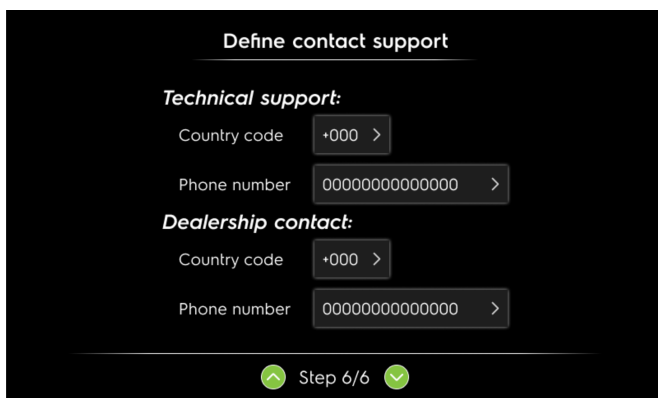 Define contact support
Technical support:
Country code +000
Phone number 00000000000000
Dealership contact:
Country code +000
Phone number 00000000000000
Step 6/6